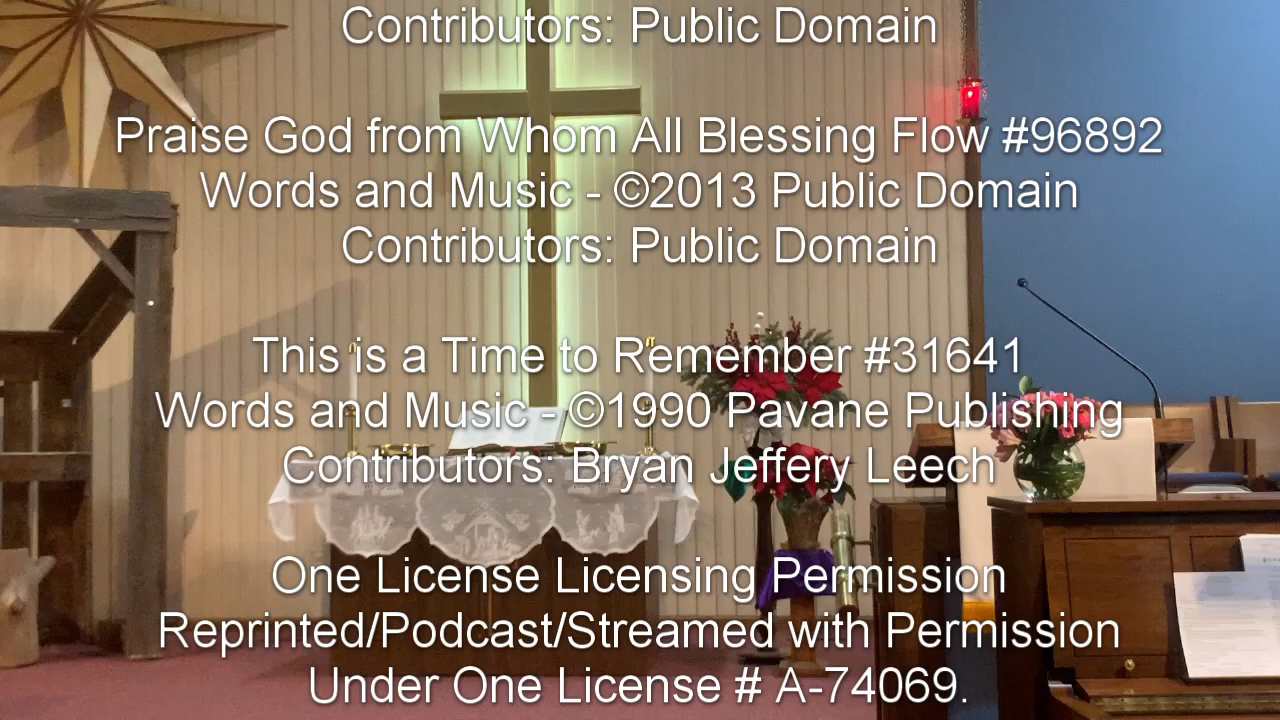 Contributors: Public Domain
Praise God from Whom All Blessing Flow #96892
Words and Music - ©2013 Public Domain
Contributors: Public Domain
This is a Time to Remember #31641
Words and Music - ©1990 Pavane Publishing
Contributors: Bryan Jeffery Leech
One License Licensing Permission
Reprinted/Podcast/Streamed with Permission
Under One License # A-74069.